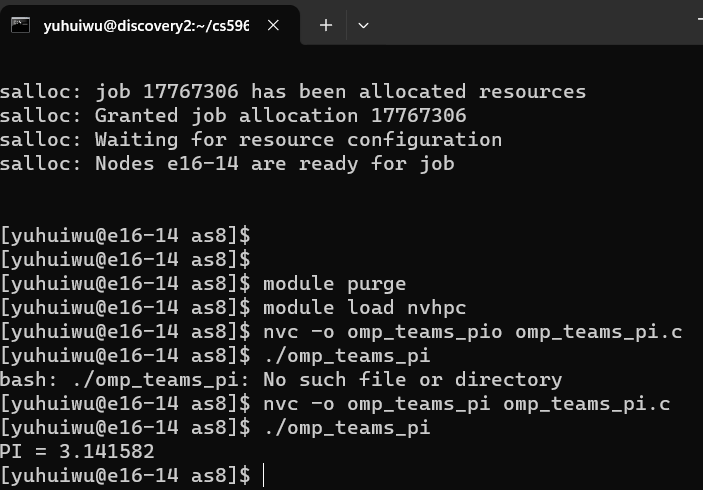 yuhuiwu@discovery2:~/cs596
salloc: job 17767306 has been allocated resources
salloc: Granted job allocation 17767306
salloc: Waiting for resource configuration
salloc: Nodes e16-14 are ready for job
[yuhuiwu@e16-14 as8]$
[yuhuiwu@e16-14 as8]$
[yuhuiwu@e16-14 as8]$ module purge
[yuhuiwu@e16-14 as8]$ module load nvhpc
[yuhuiwu@e16-14 as8]$ nvc -o omp_teams_pio omp_teams_pi.c
[yuhuiwu@e16-14 as8]$ ./omp_teams_pi
bash: ./omp_teams_pi: No such file or directory
[yuhuiwu@e16-14 as8]$ nvc -o omp_teams_pi omp_teams_pi.c
[yuhuiwu@e16-14 as8]$ ./omp_teams_pi
PI = 3.141582
[yuhuiwu@e16-14 as8]$